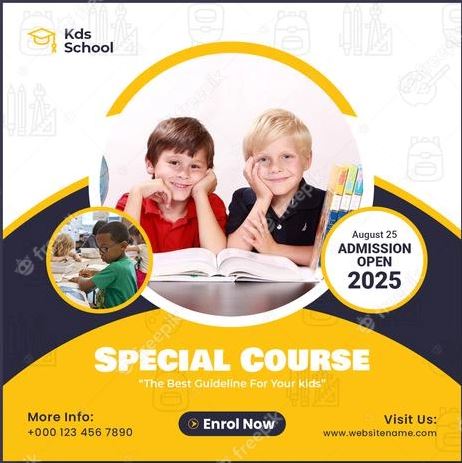 Kds
School
August 25
ADMISSION
OPEN
2025
SPECIAL COURSE
"The Best Guideline For Your kids"
More Info:
+000 123 456 7890
Enrol Now
Visit Us:
www.websitename.com